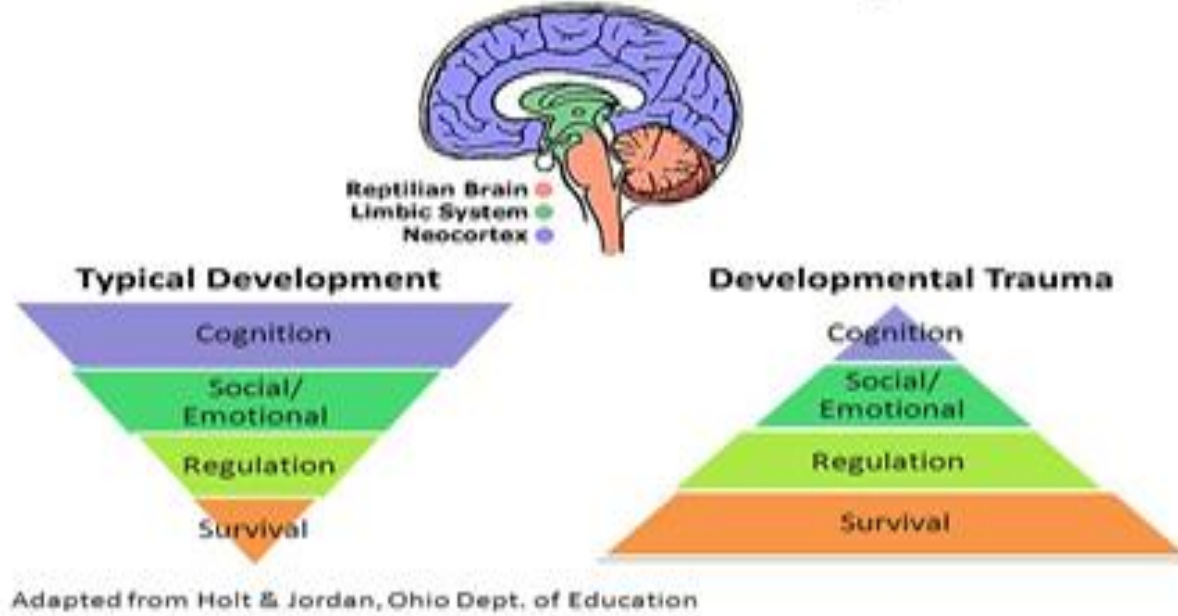 Reptilian Brain
Limbic System
Neocortex
Typical Development
Cognition
Social/
Emotional
Regulation
Survival
Developmental Trauma
Cognition
Social/
Emotional
Regulation
Survival
Adapted from Holt & Jordan, Ohio Dept. of Education